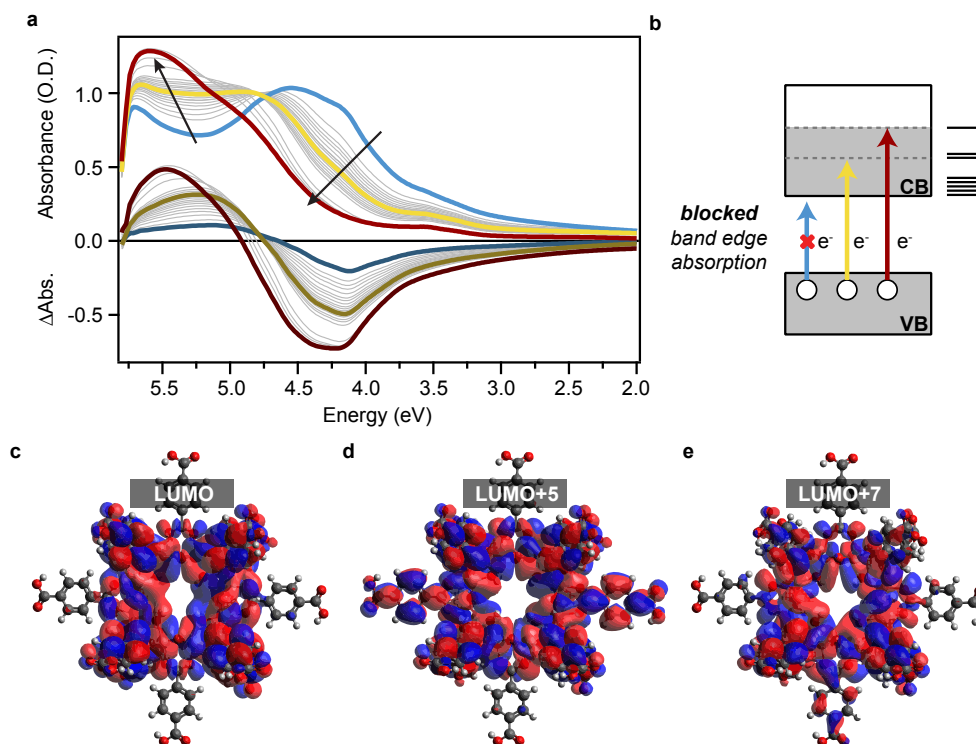 a
b
Absorbance (O.D.)
ΔAbs.
1.0
0.5
0.0
-0.5
5.5
5.0
4.5
4.0
3.5
3.0
2.5
2.0
Energy (eV)
CB
blocked
band edge
absorption
e-
e-
e-
VB
c
d
e
LUMO
LUMO+5
LUMO+7